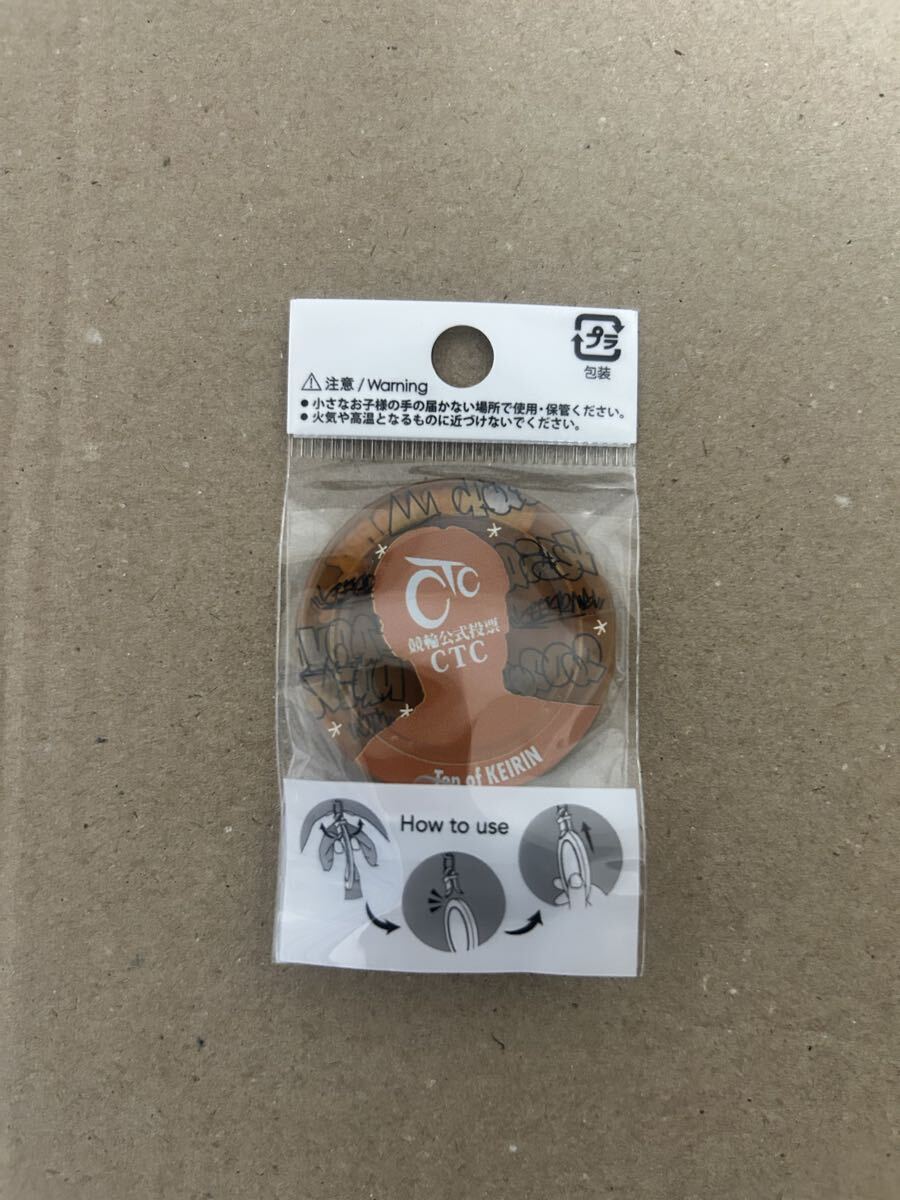 プラ
包装
注意 / Warning
● 小さなお子様の手の届かない場所で使用・保管ください。
● 火気や高温となるものに近づけないでください。
CTC
競輪公式投票
CTC
Top of KEIRIN
How to use